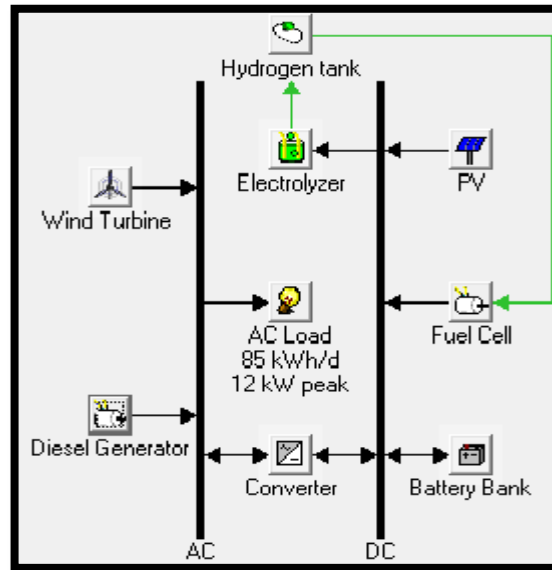 Hydrogen tank
Electrolyzer
PV
Wind Turbine
AC Load
85 kWh/d
12 kW peak
Fuel Cell
Diesel Generator
Converter
Battery Bank
AC
DC